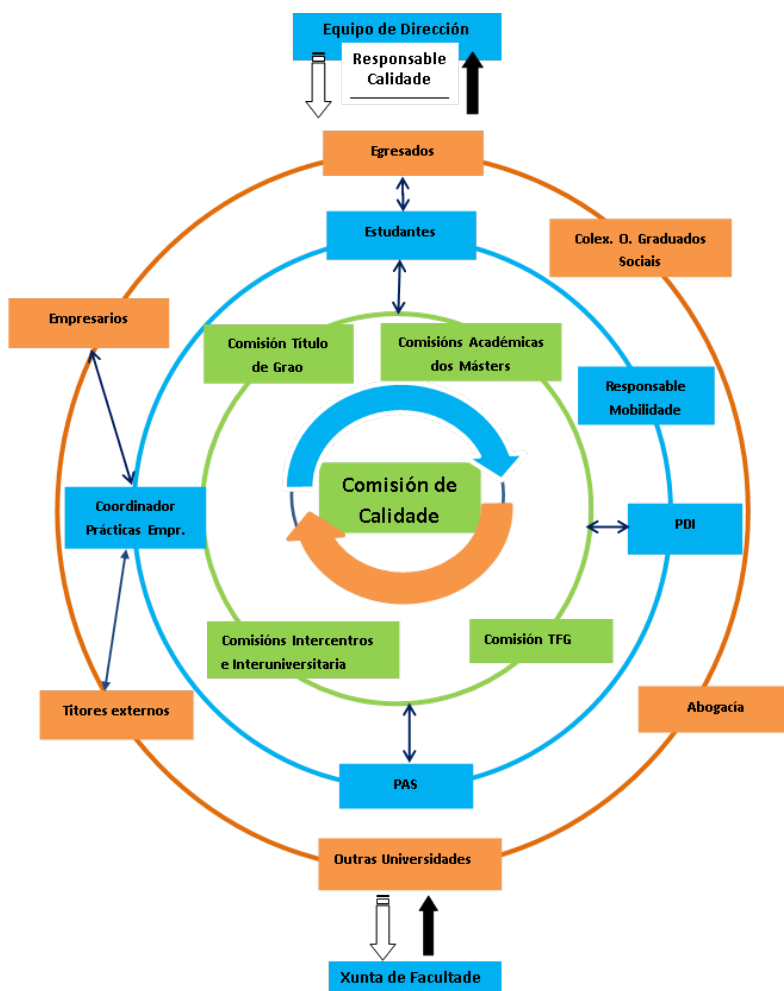 Equipo de Dirección
Responsable
Calidade
Egresados
Estudantes
Colex. O. Graduados
Sociais
Empresarios
Comisión Título
de Grao
Comisións Académicas
dos Másters
Responsable
Mobilidade
Comisión de
Calidade
Coordinador
Prácticas Empr.
PDI
Comisións Intercentros
e Interuniversitaria
Comisión TFG
Titores externos
Abogacía
PAS
Outras Universidades
Xunta de Facultade